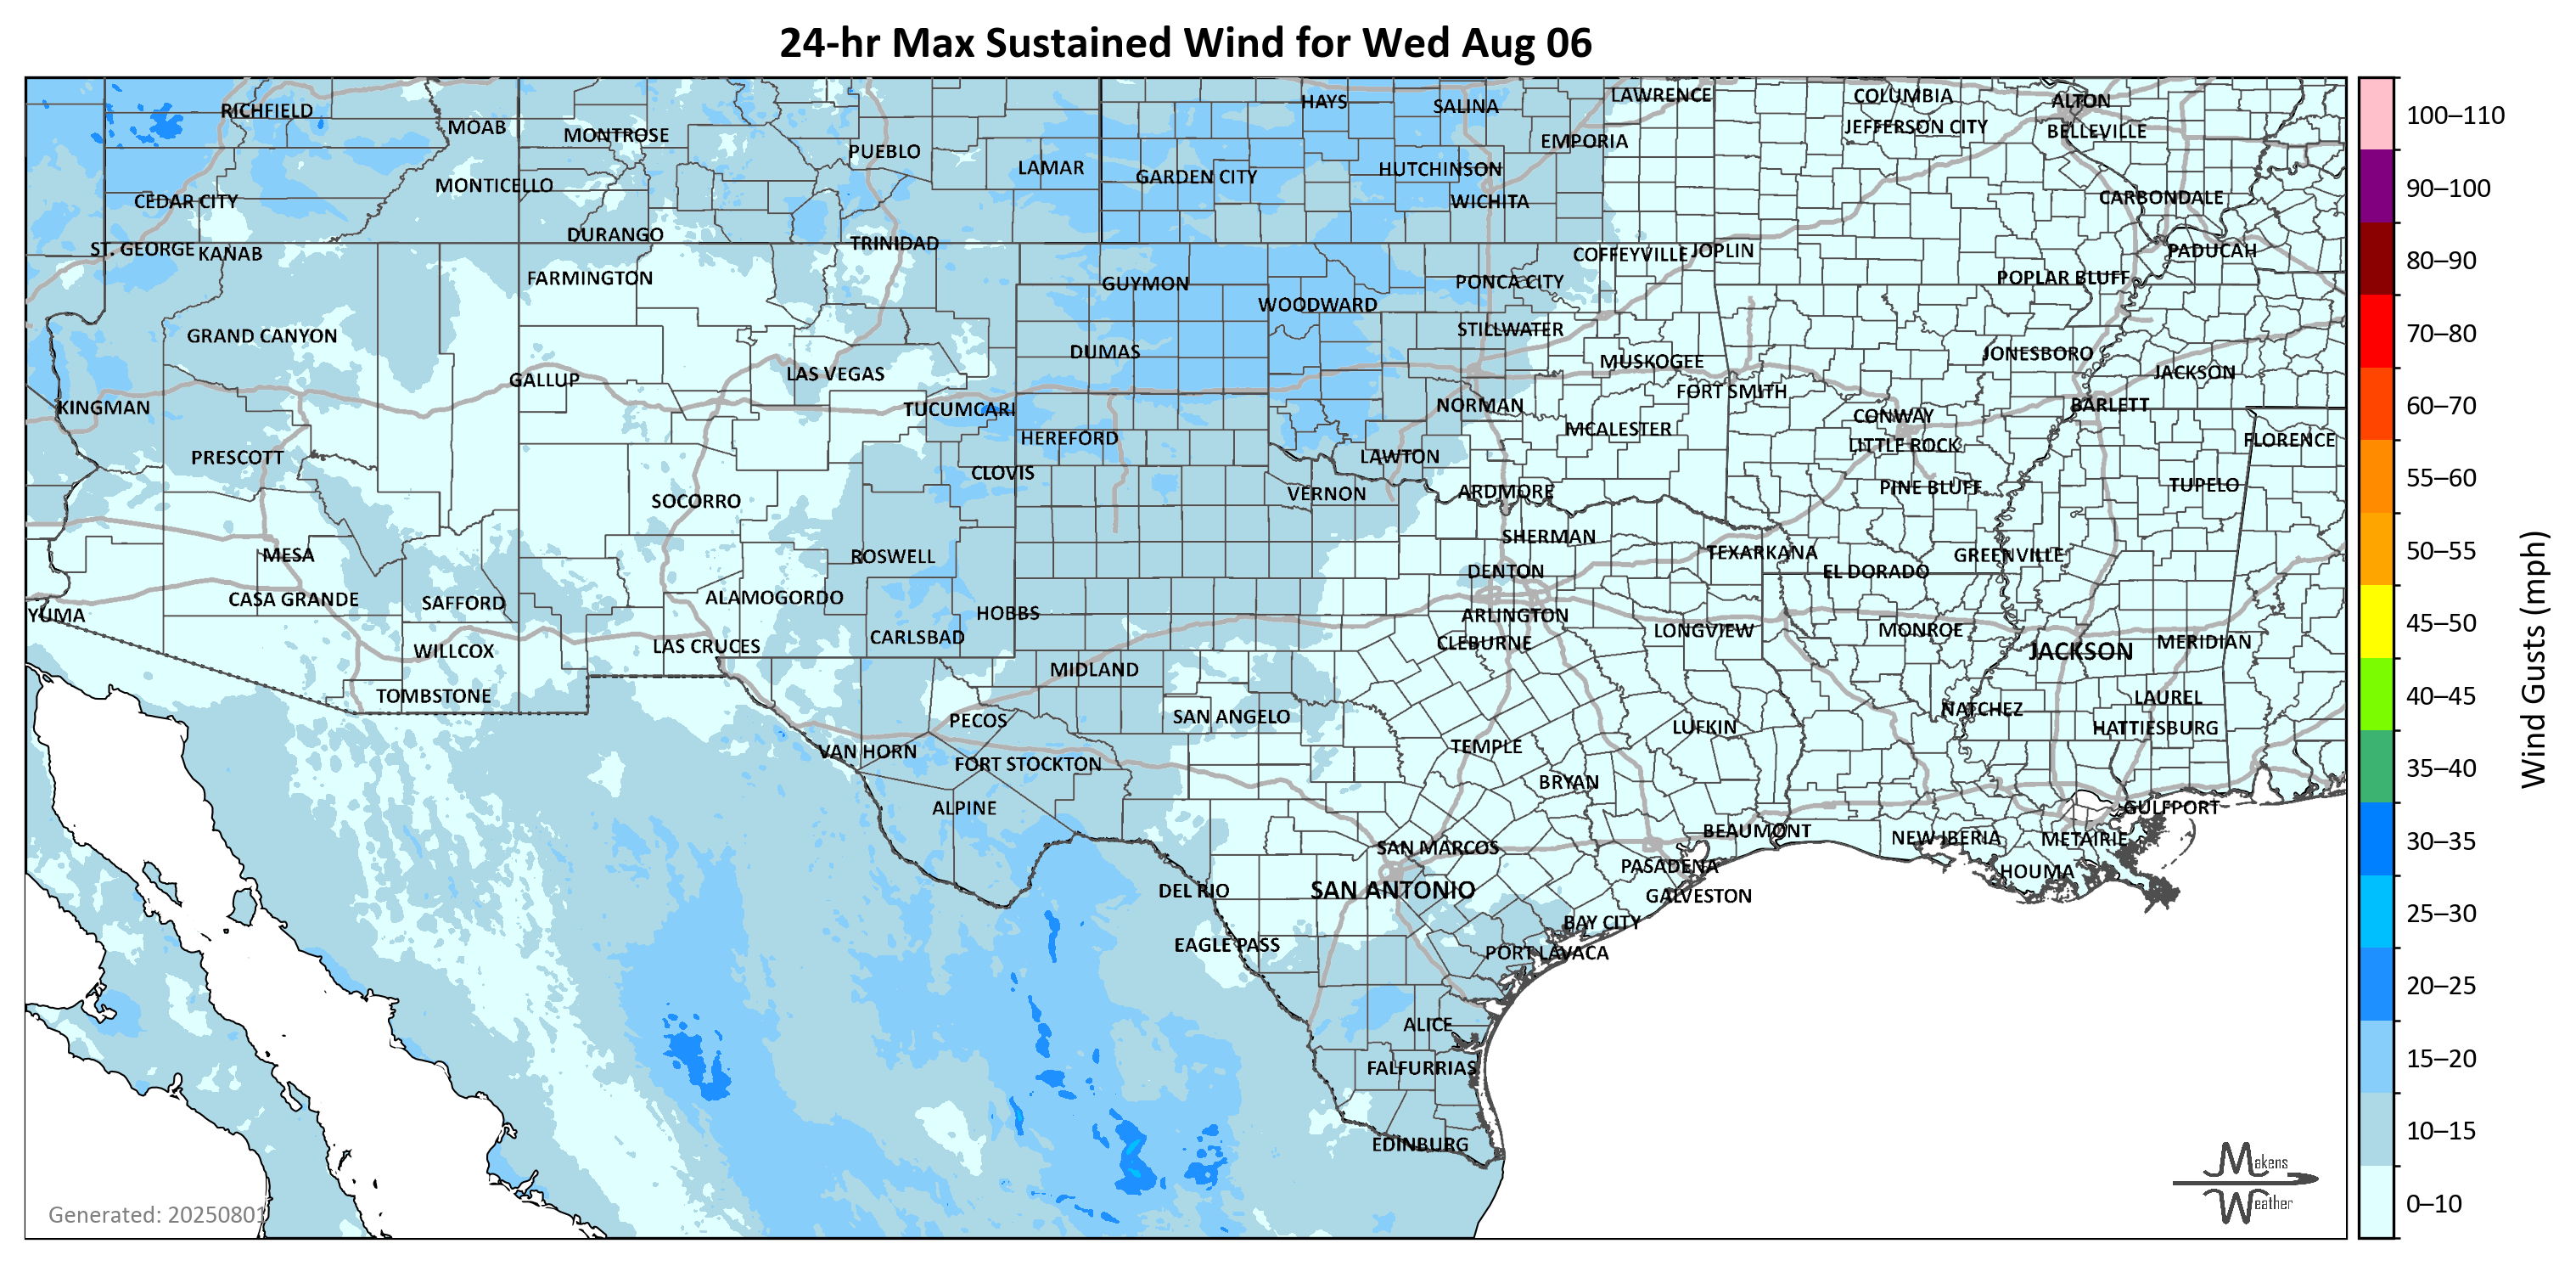 24-hr Max Sustained Wind for Wed Aug 06
RICHFIELD
MOAB
MONTROSE
PUEBLO
LAMAR
HAYS
SALINA
LAWRENCE
EMPORIA
COLUMBIA
JEFFERSON CITY
ALTON
BELLEVILLE
GARDEN CITY
HUTCHINSON
WICHITA
CARBONDALE
MONTICELLO
CEDAR CITY
DURANGO
TRINIDAD
ST. GEORGE
KANAB
FARMINGTON
GUYMON
WOODWARD
PONCA CITY
COFFEYVILLE
JOPLIN
POPLAR BLUFF
PADUCAH
GRAND CANYON
DUMAS
STILLWATER
MUSKOGEE
JONESBORO
GALLUP
LAS VEGAS
FORT SMITH
JACKSON
KINGMAN
TUCUMCARI
NORMAN
CONWAY
BARLETT
HEREFORD
MCALESTER
LITTLE ROCK
FLORENCE
PRESCOTT
CLOVIS
LAWTON
SOCORRO
VERNON
ARDMORE
PINE BLUFF
TUPELO
MESA
ROSWELL
SHERMAN
TEXARKANA
GREENVILLE
DENTON
EL DORADO
CASA GRANDE
SAFFORD
ALAMOGORDO
HOBBS
ARLINGTON
YUMA
WILLCOX
LAS CRUCES
CARLSBAD
CLEBURNE
LONGVIEW
MONROE
JACKSON
MERIDIAN
MIDLAND
TOMBSTONE
PECOS
SAN ANGELO
LUFKIN
NATCHEZ
LAUREL
HATTIESBURG
VAN HORN
FORT STOCKTON
TEMPLE
BRYAN
ALPINE
GULFPORT
SAN MARCOS
BEAUMONT
NEW IBERIA
METAIRIE
PASADENA
HOUMA
DEL RIO
SAN ANTONIO
GALVESTON
BAY CITY
EAGLE PASS
PORT LAVACA
ALICE
FALFURRIAS
EDINBURG
100–110
90–100
80–90
70–80
60–70
55–60
50–55
45–50
40–45
35–40
30–35
25–30
20–25
15–20
10–15
0–10
Wind Gusts (mph)
Makens
Weather
Generated: 20250801